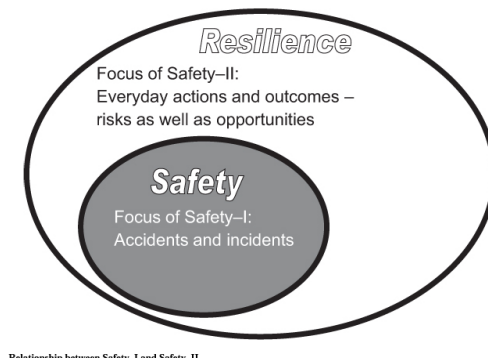 Resilience
Focus of Safety–II:
Everyday actions and outcomes –
risks as well as opportunities
Safety
Focus of Safety–I:
Accidents and incidents
Relationship between Safety–I and Safety–II